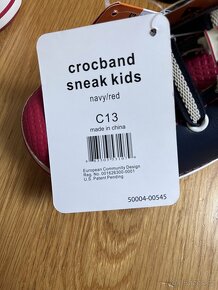 crocband
sneak kids
navy/red
C13
made in china
European Community Design
Reg. No. 001626300-0001
U.S. Patent Pending
50004-00545